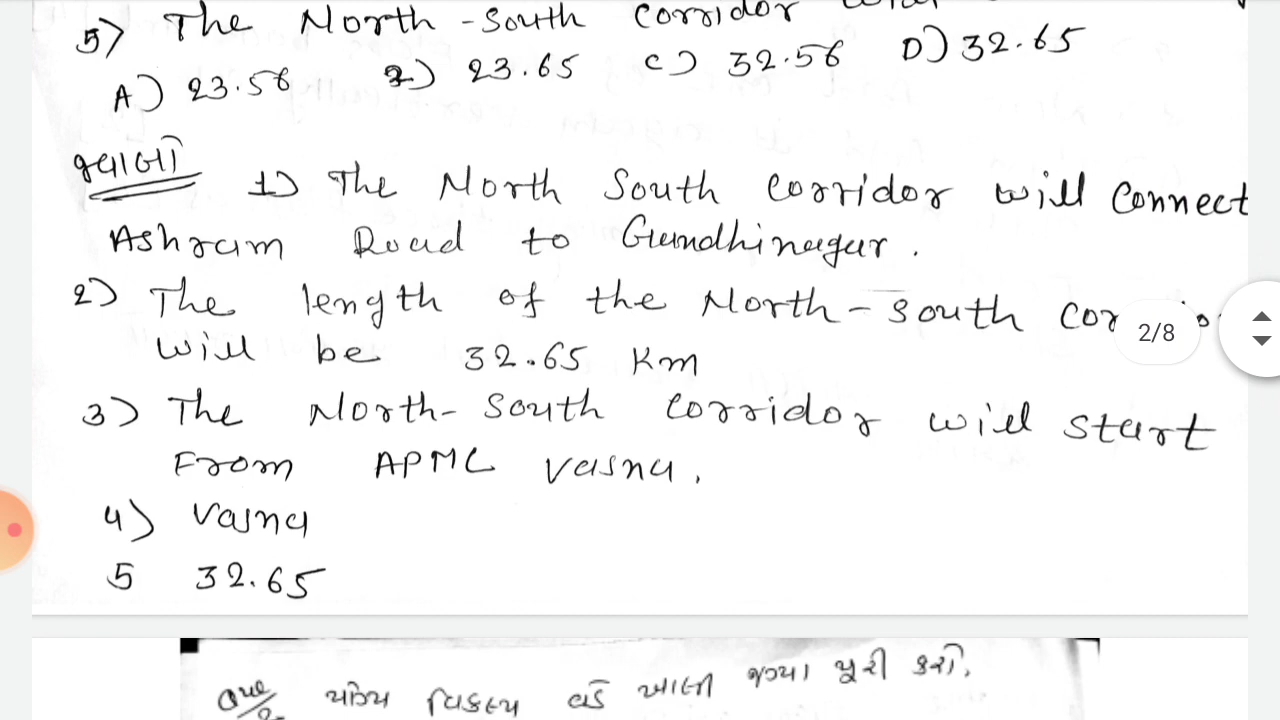 5) The North-South corridor
A) 23.56 2) 23.65 C) 32.56 D) 32.65
જવાબો 1) The North South corridor will connect
Ashram Road to Gandhinagar.
2) The length of the North-South
will be 32.65 Km
2/8
3) The North-South corridor will start
From APMC vasna.
4) vasna
5 32.65
Que યોગ્ય વિકલ્પ વડે ખાલી જગ્યા પૂરી કરો.